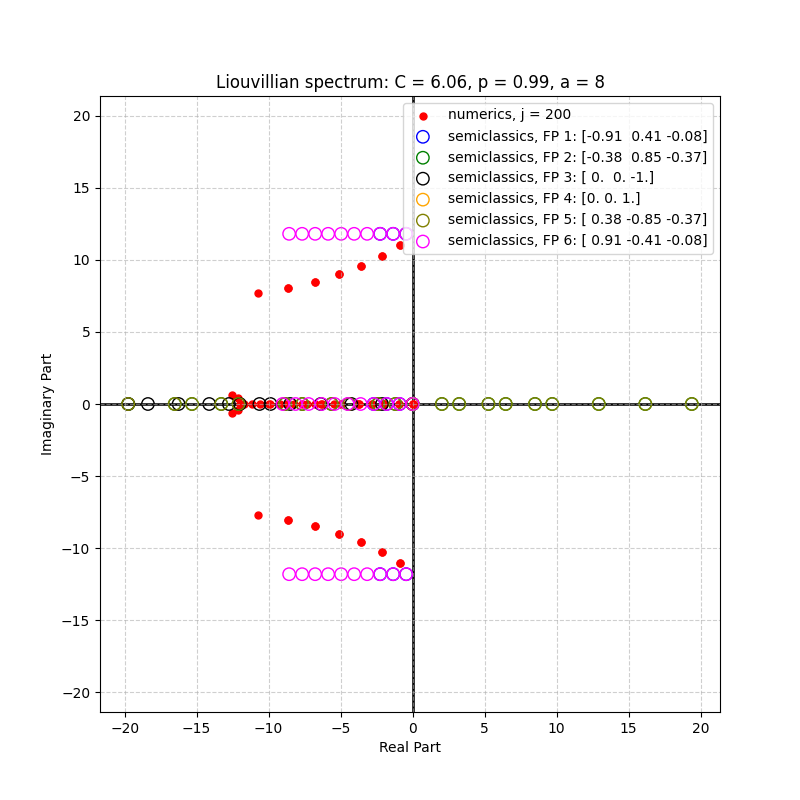 Liouvillian spectrum: C = 6.06, p = 0.99, a = 8
numerics, j = 200
semiclassics, FP 1: [-0.91  0.41 -0.08]
semiclassics, FP 2: [-0.38  0.85 -0.37]
semiclassics, FP 3: [ 0.  0. -1.]
semiclassics, FP 4: [0. 0. 1.]
semiclassics, FP 5: [ 0.38 -0.85 -0.37]
semiclassics, FP 6: [ 0.91 -0.41 -0.08]
20
15
10
5
0
−5
−10
−15
−20
Imaginary Part
−20 −15 −10 −5 0 5 10 15 20
Real Part